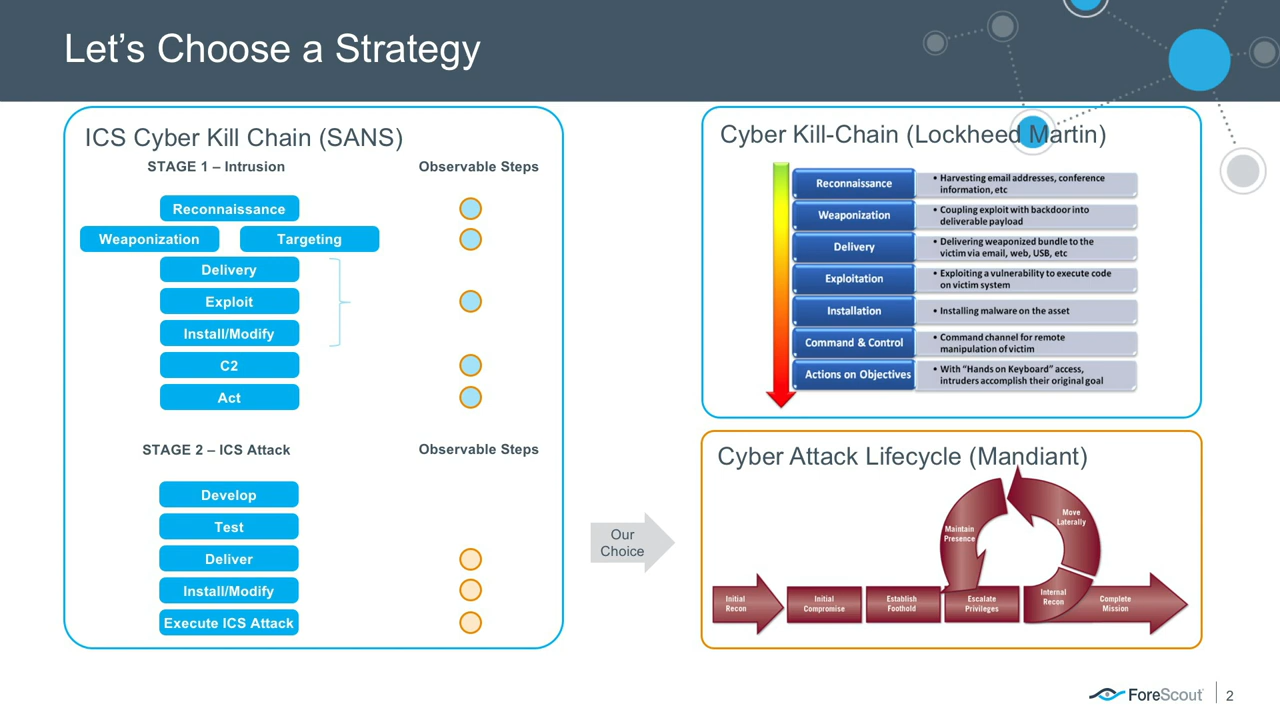 Let's Choose a Strategy
ICS Cyber Kill Chain (SANS)
STAGE 1 – Intrusion
Observable Steps
Reconnaissance
Weaponization
Targeting
Delivery
Exploit
Install/Modify
C2
Act
STAGE 2 – ICS Attack
Observable Steps
Develop
Test
Deliver
Install/Modify
Execute ICS Attack
Our
Choice
Cyber Kill-Chain (Lockheed Martin)
Reconnaissance
• Harvesting email addresses, conference
information, etc
Weaponization
• Coupling exploit with backdoor into
deliverable payload
Delivery
• Delivering weaponized bundle to the
victim via email, web, USB, etc
Exploitation
• Exploiting a vulnerability to execute code
on victim system
Installation
• Installing malware on the asset
Command & Control
• Command channel for remote
manipulation of victim
Actions on Objectives
• With “Hands on Keyboard” access,
intruders accomplish their original goal
Cyber Attack Lifecycle (Mandiant)
Maintain
Presence
Move
Laterally
Initial
Recon
Initial
Compromise
Establish
Foothold
Escalate
Privileges
Internal
Recon
Complete
Mission
ForeScout
2